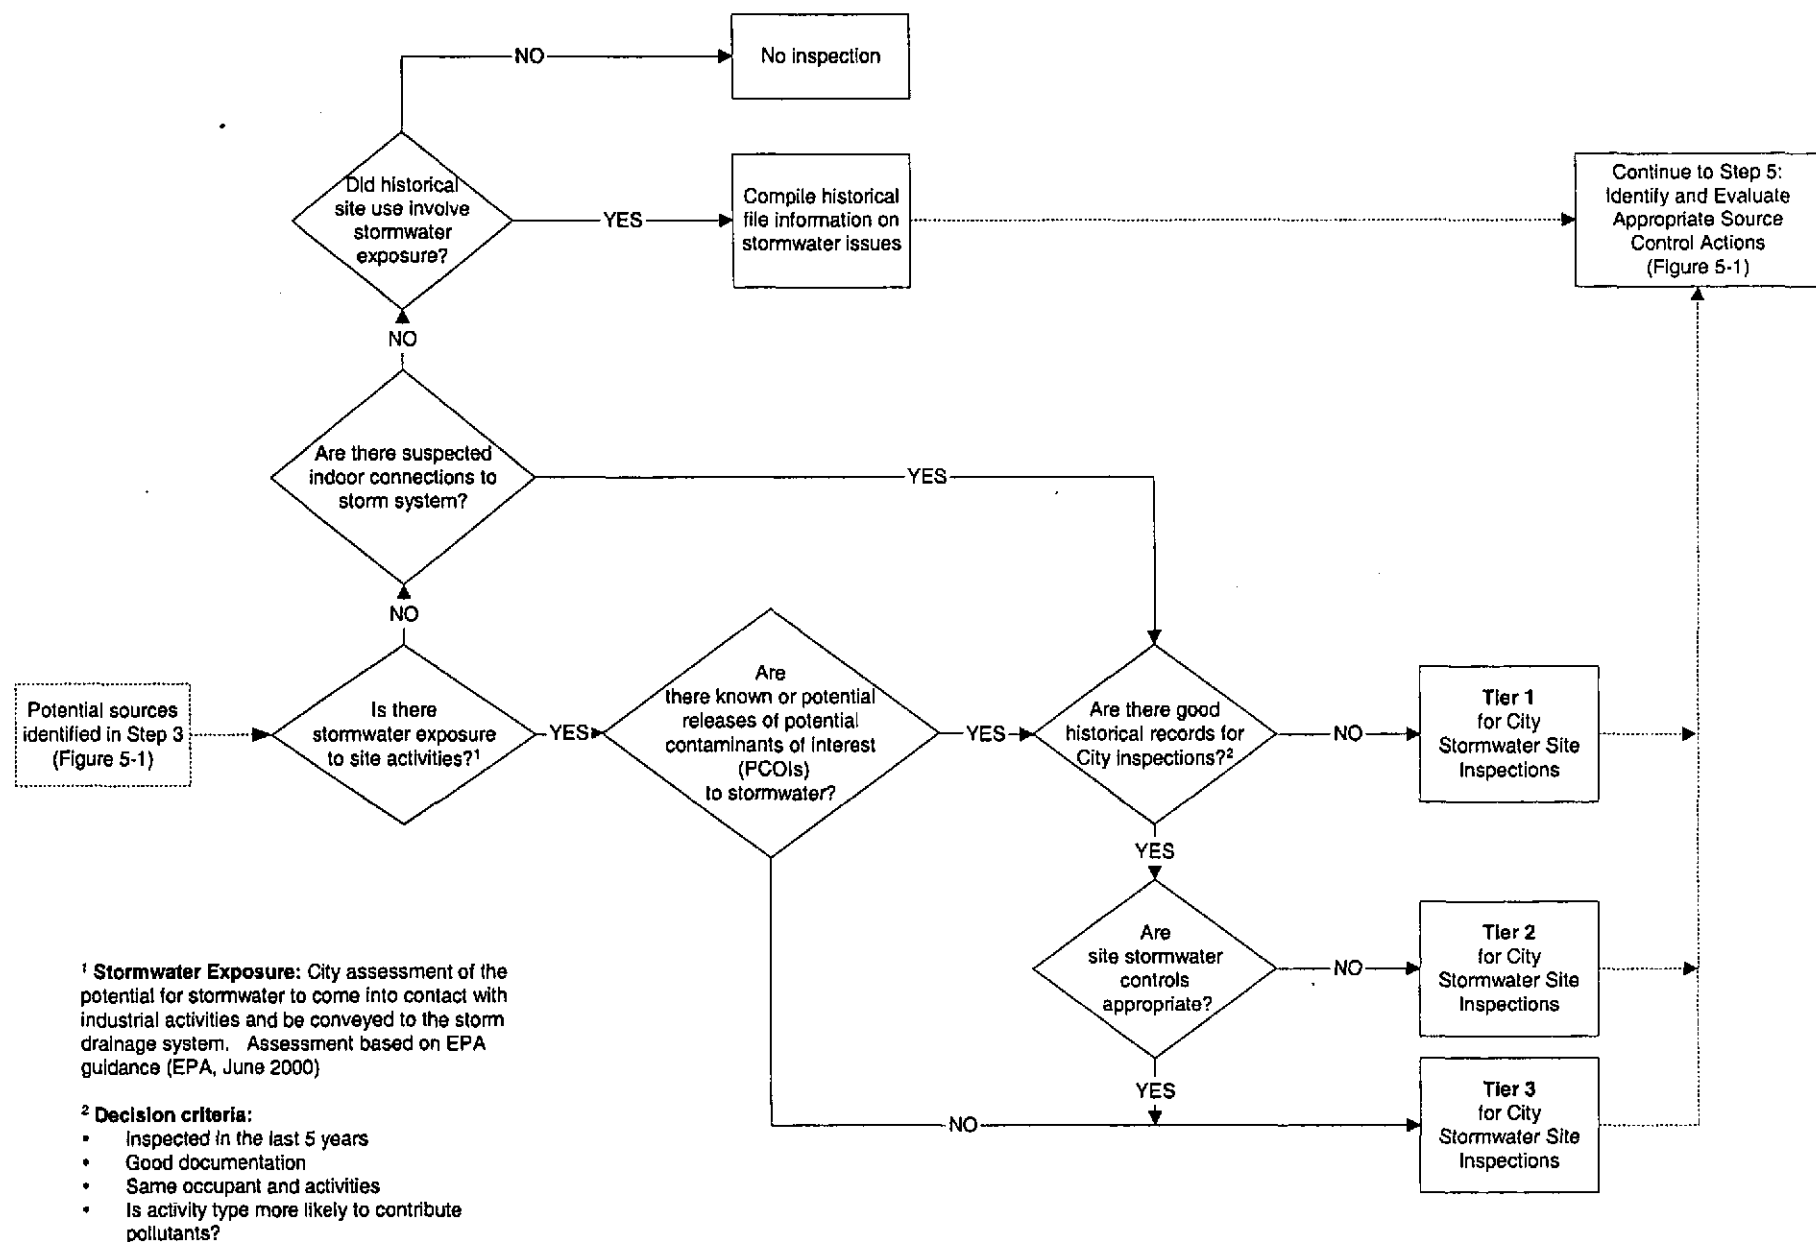 NO
No inspection
Did historical
site use involve
stormwater
exposure?
YES
Compile historical
file information on
stormwater issues
Continue to Step 5:
Identify and Evaluate
Appropriate Source
Control Actions
(Figure 5-1)
NO
Are there suspected
indoor connections to
storm system?
YES
NO
Potential sources
identified in Step 3
(Figure 5-1)
Is there
stormwater exposure
to site activities?¹
YES
Are
there known or potential
releases of potential
contaminants of interest
(PCOIs)
to stormwater?
YES
Are there good
historical records for
City inspections?²
NO
Tier 1
for City
Stormwater Site
Inspections
YES
Are
site stormwater
controls
appropriate?
NO
Tier 2
for City
Stormwater Site
Inspections
YES
NO
Tier 3
for City
Stormwater Site
Inspections
¹ Stormwater Exposure: City assessment of the
potential for stormwater to come into contact with
industrial activities and be conveyed to the storm
drainage system. Assessment based on EPA
guidance (EPA, June 2000)
² Decision criteria:
• Inspected in the last 5 years
• Good documentation
• Same occupant and activities
• Is activity type more likely to contribute
pollutants?